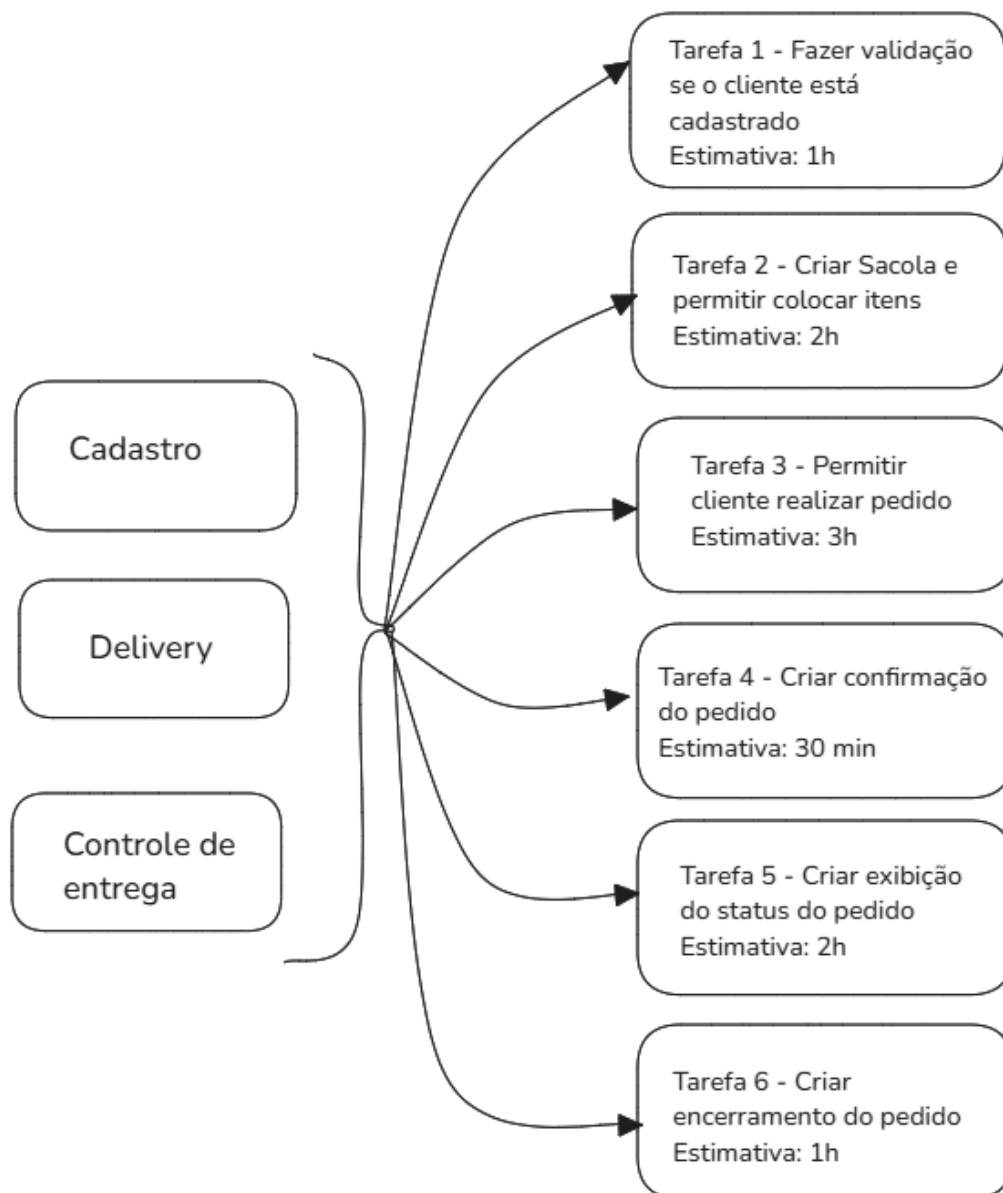 Cadastro
Delivery
Controle de
entrega
Tarefa 1 - Fazer validação
se o cliente está
cadastrado
Estimativa: 1h
Tarefa 2 - Criar Sacola e
permitir colocar itens
Estimativa: 2h
Tarefa 3 - Permitir
cliente realizar pedido
Estimativa: 3h
Tarefa 4 - Criar confirmação
do pedido
Estimativa: 30 min
Tarefa 5 - Criar exibição
do status do pedido
Estimativa: 2h
Tarefa 6 - Criar
encerramento do pedido
Estimativa: 1h